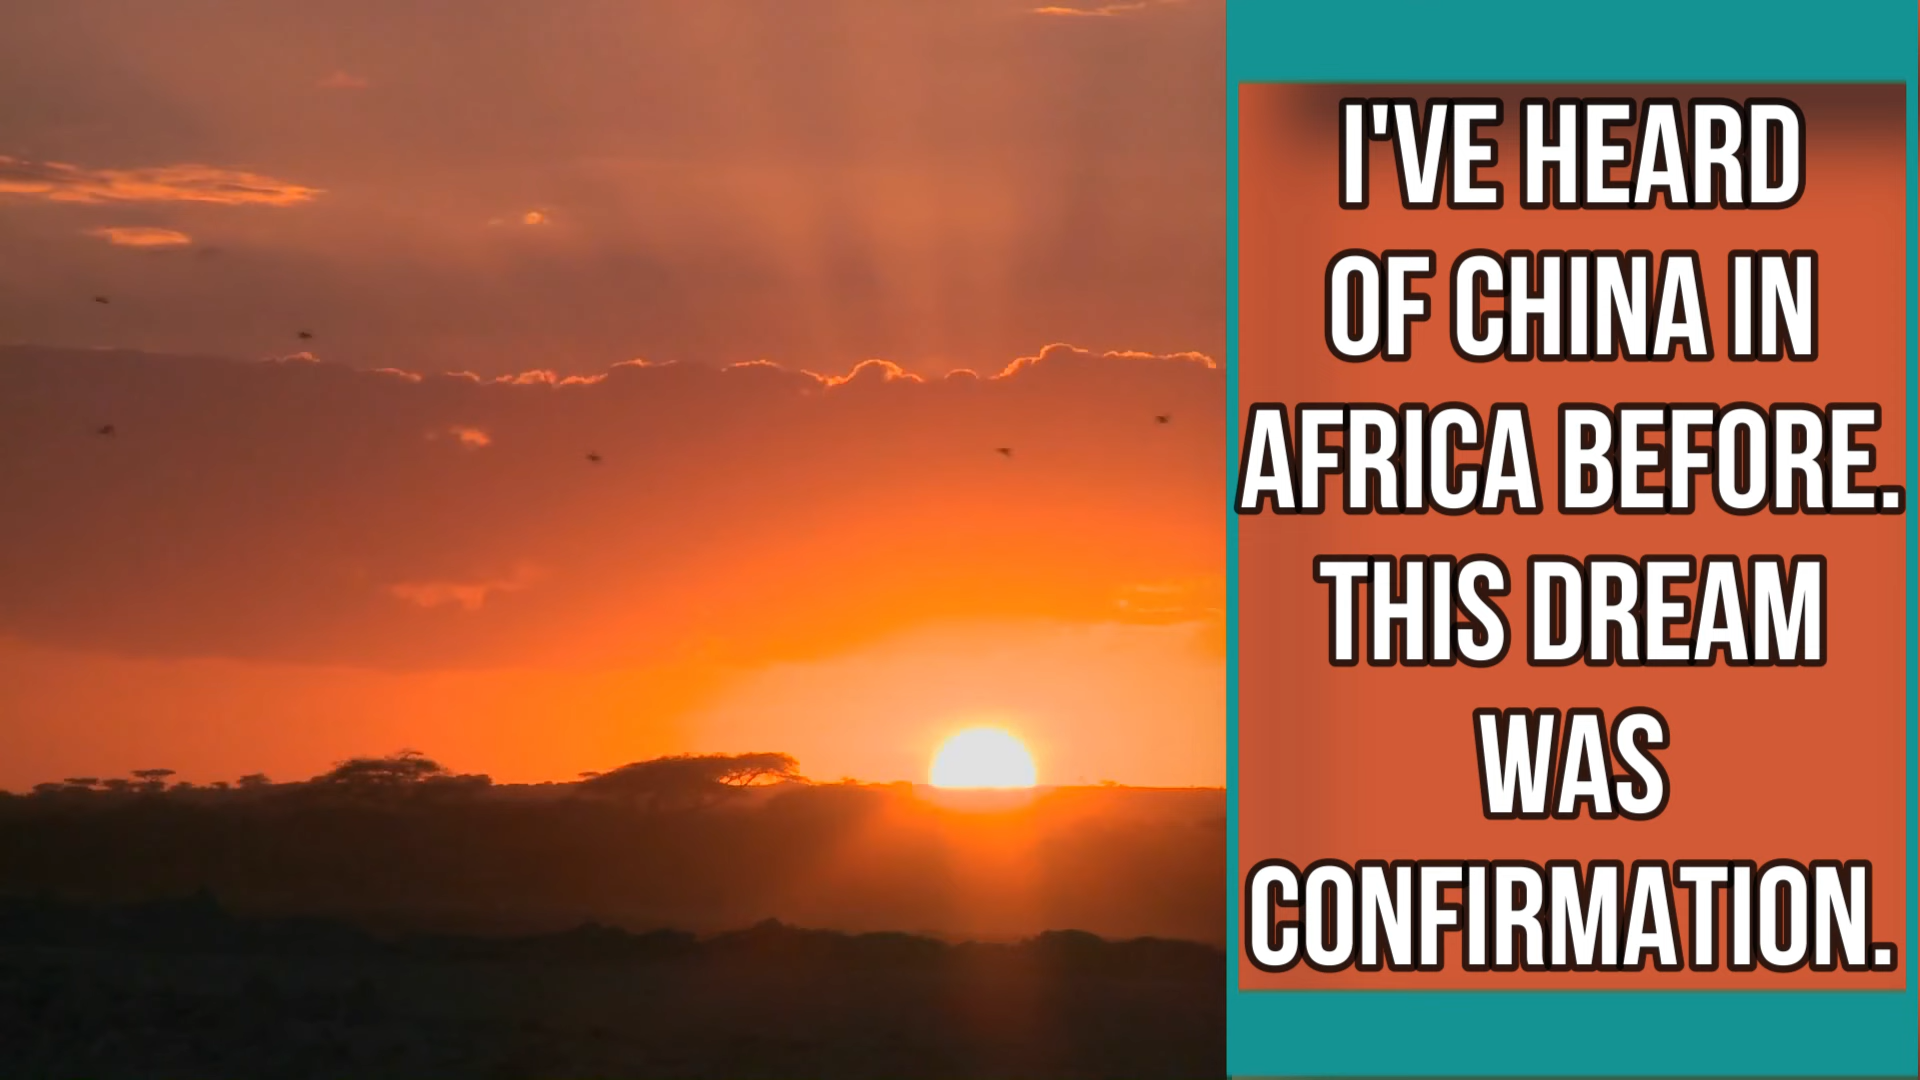 I'VE HEARD
OF CHINA IN
AFRICA BEFORE.
THIS DREAM
WAS
CONFIRMATION.